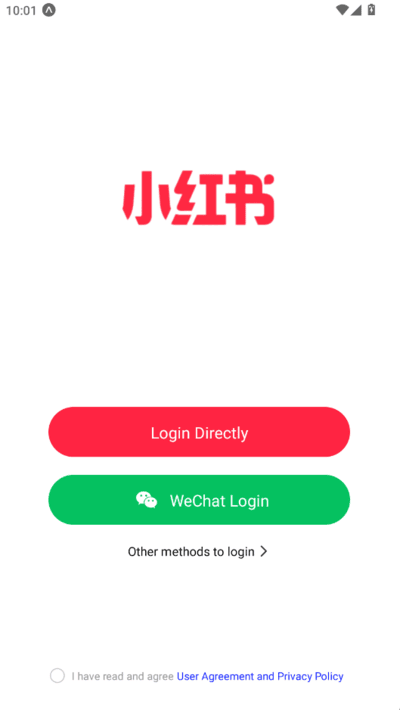 10:01
小红书
Login Directly
WeChat Login
Other methods to login
I have read and agree User Agreement and Privacy Policy